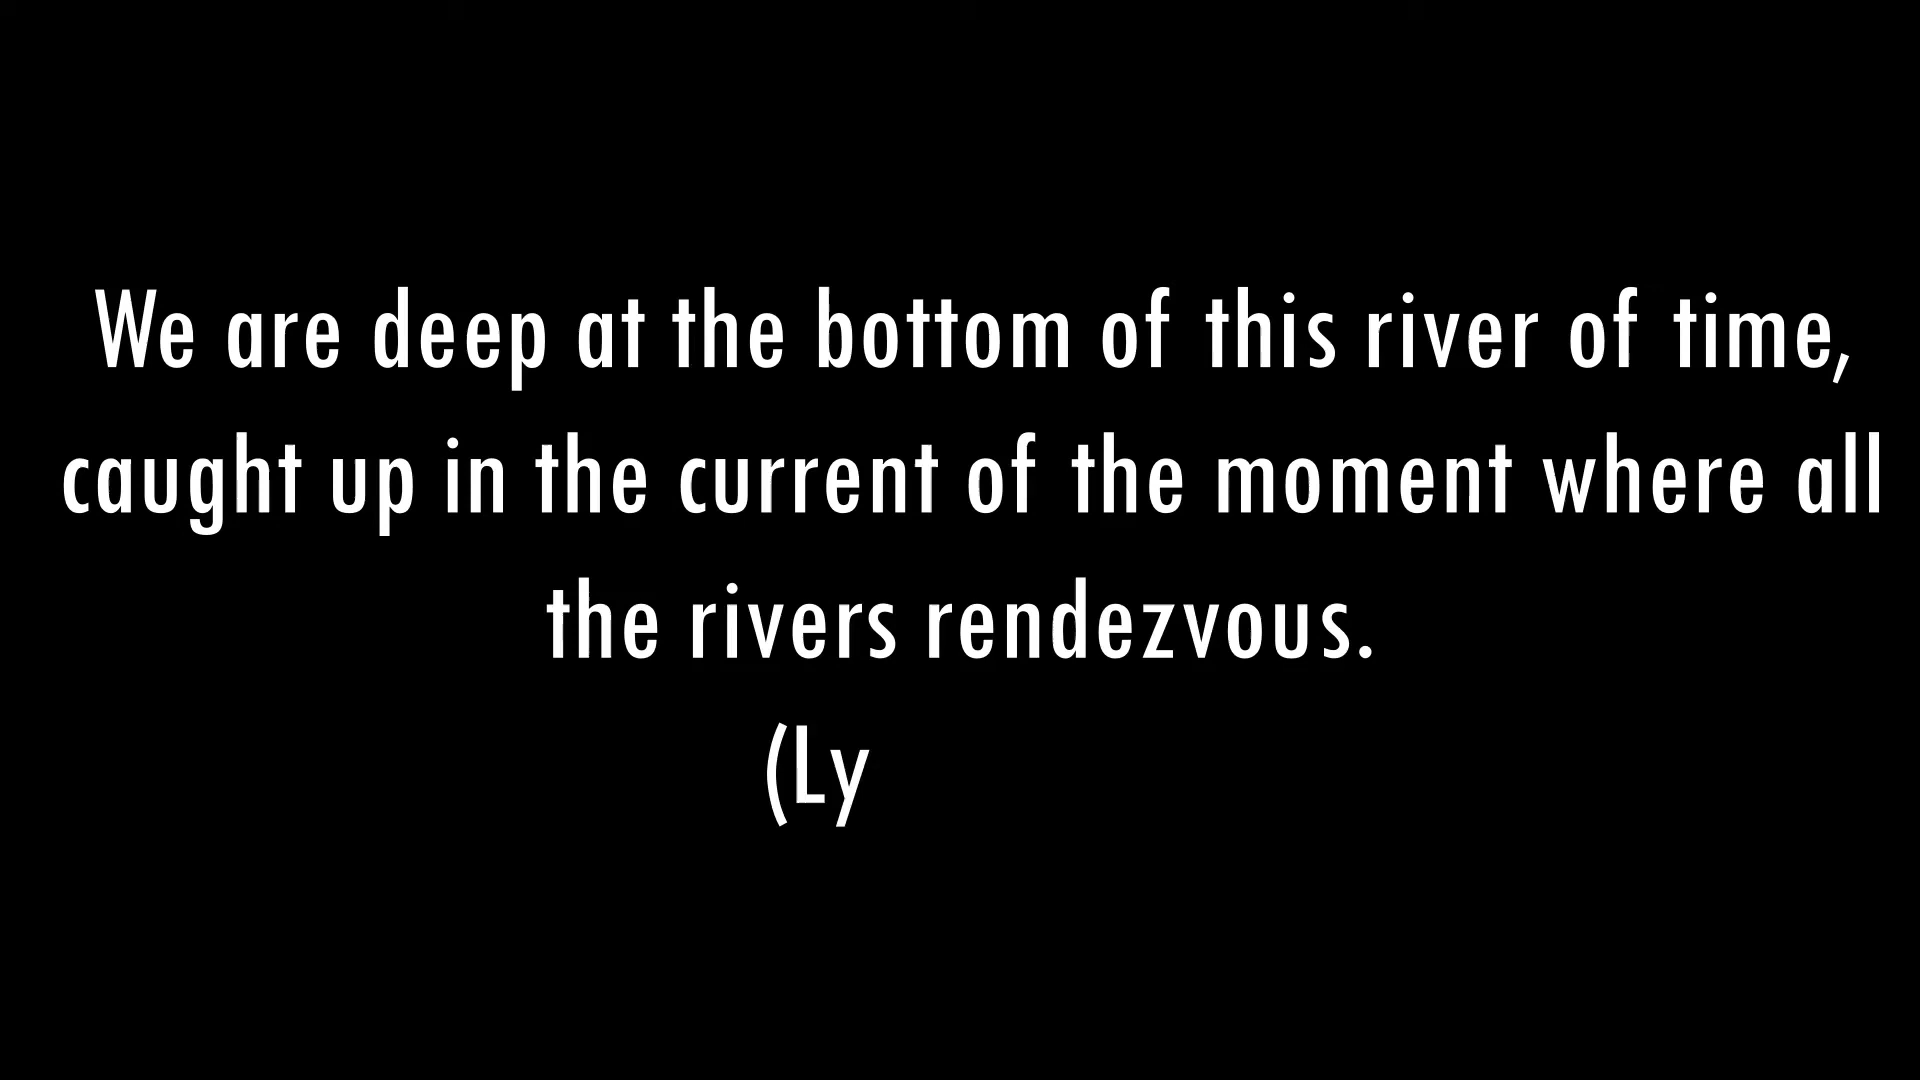 We are deep at the bottom of this river of time,
caught up in the current of the moment where all
the rivers rendezvous.
(Ly